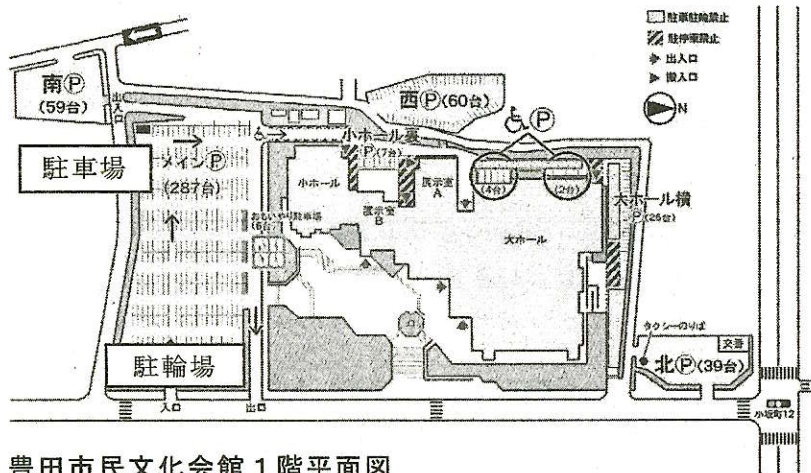 駐車駐輪禁止
駐停車禁止
出入口
搬入口
N
南Ⓟ
(59台)
出入口
西Ⓟ(60台)
Ⓟ
小ホール裏
P(7台)
駐車場
メインⓅ
(287台)
小ホール
展示室
A
展示室
B
(4台)
(2台)
大ホール横
P(26台)
おもいやり駐車場
(6台)
大ホール
タクシーのりば
交番
北Ⓟ(39台)
駐輪場
入口
出口
小坂町12
豊田市民文化会館1階平面図